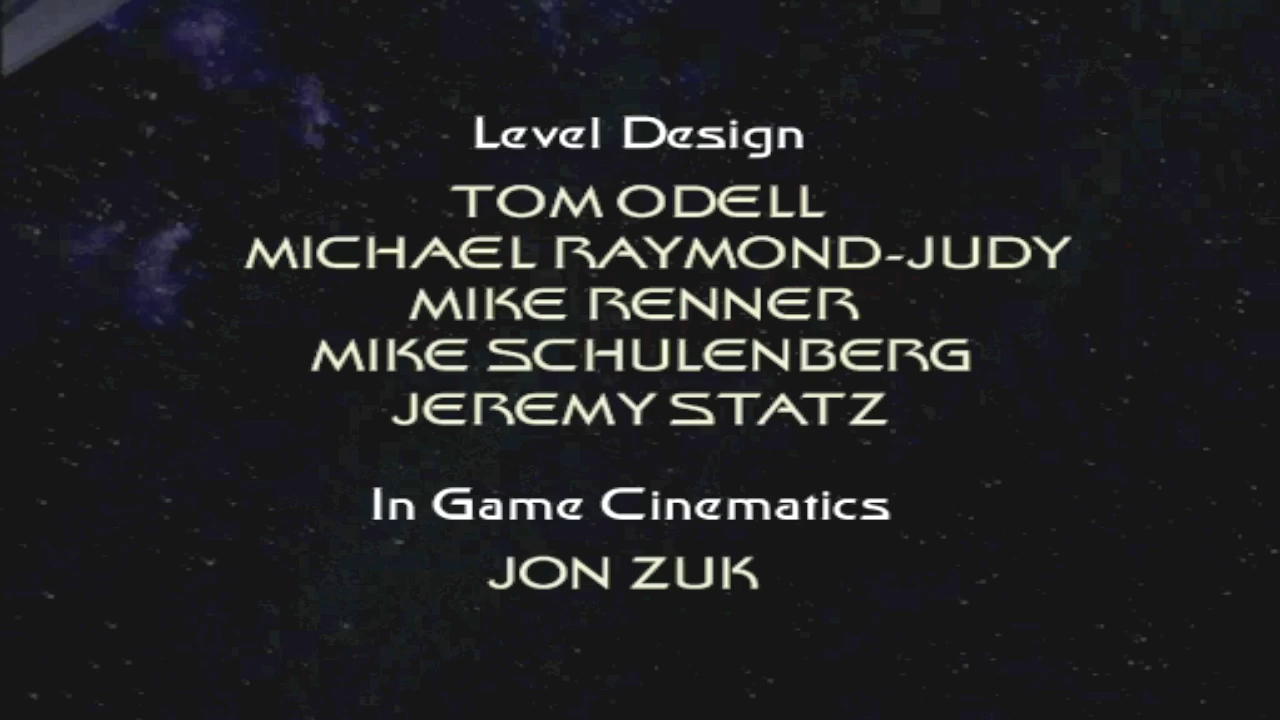 Level Design
TOM ODELL
MICHAEL RAYMOND-JUDY
MIKE RENNER
MIKE SCHULENBERG
JEREMY STATZ
In Game Cinematics
JON ZUK